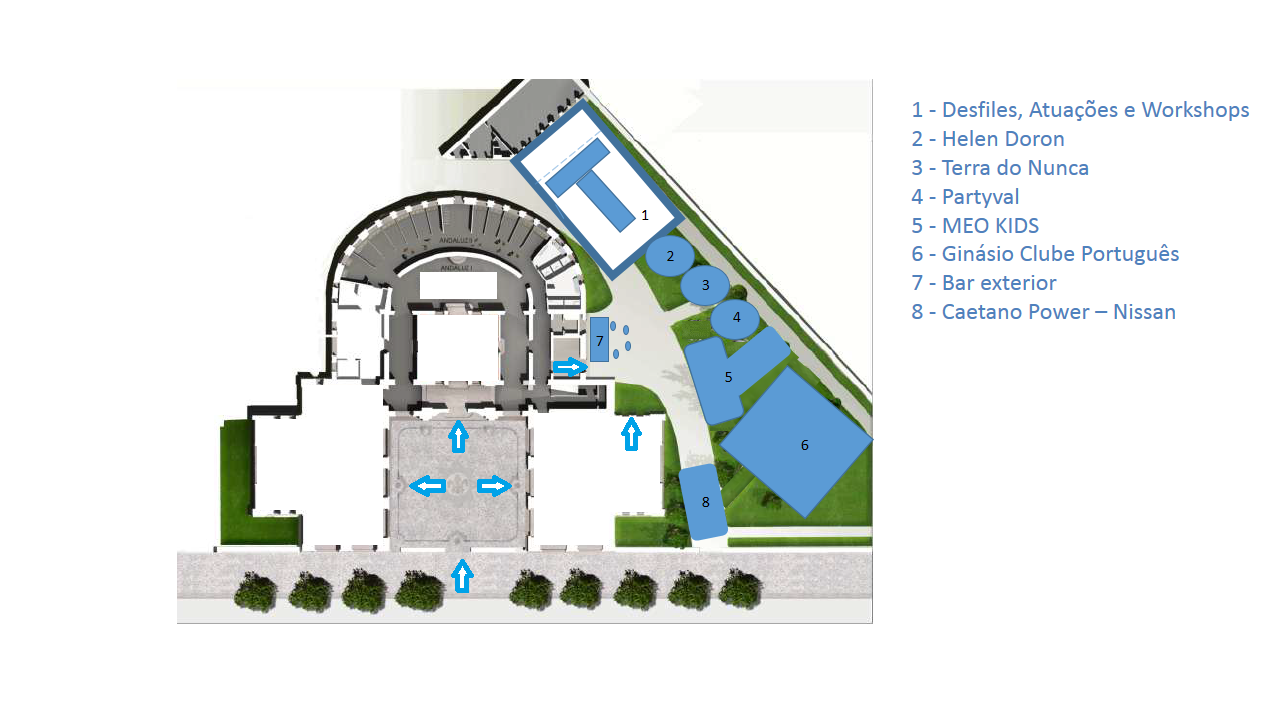 1 - Desfiles, Atuações e Workshops
2 - Helen Doron
3 - Terra do Nunca
4 - Partyval
5 - MEO KIDS
6 - Ginásio Clube Português
7 - Bar exterior
8 - Caetano Power – Nissan
1
2
3
4
ANDALUZ II
ANDALUZ I
7
5
6
8